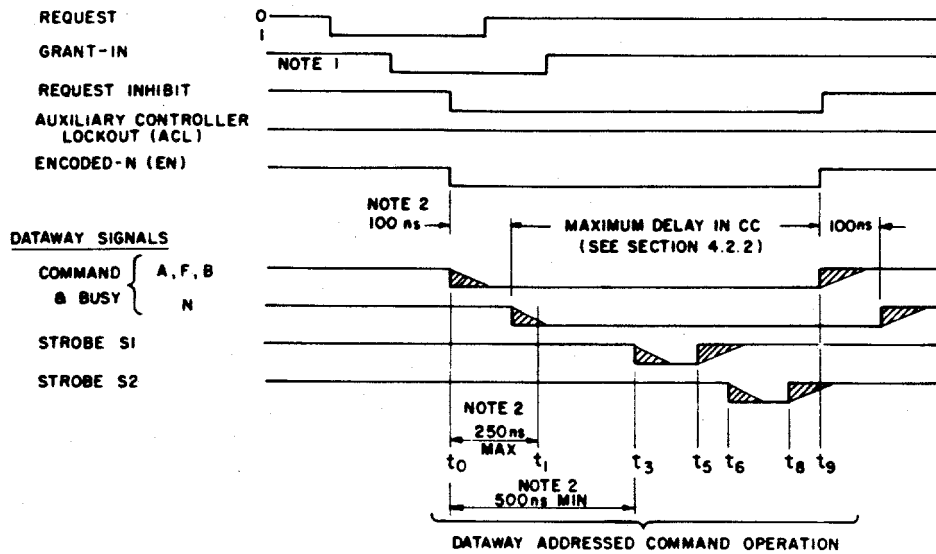 REQUEST
0
1
GRANT-IN
NOTE 1
REQUEST INHIBIT
AUXILIARY CONTROLLER
LOCKOUT (ACL)
ENCODED-N (EN)
NOTE 2
100 ns
MAXIMUM DELAY IN CC
(SEE SECTION 4.2.2)
100ns
DATAWAY SIGNALS
COMMAND
& BUSY
A, F, B
N
STROBE S1
STROBE S2
NOTE 2
250ns
MAX
t0 t1 t3 t5 t6 t8 t9
NOTE 2
500ns MIN
DATAWAY ADDRESSED COMMAND OPERATION